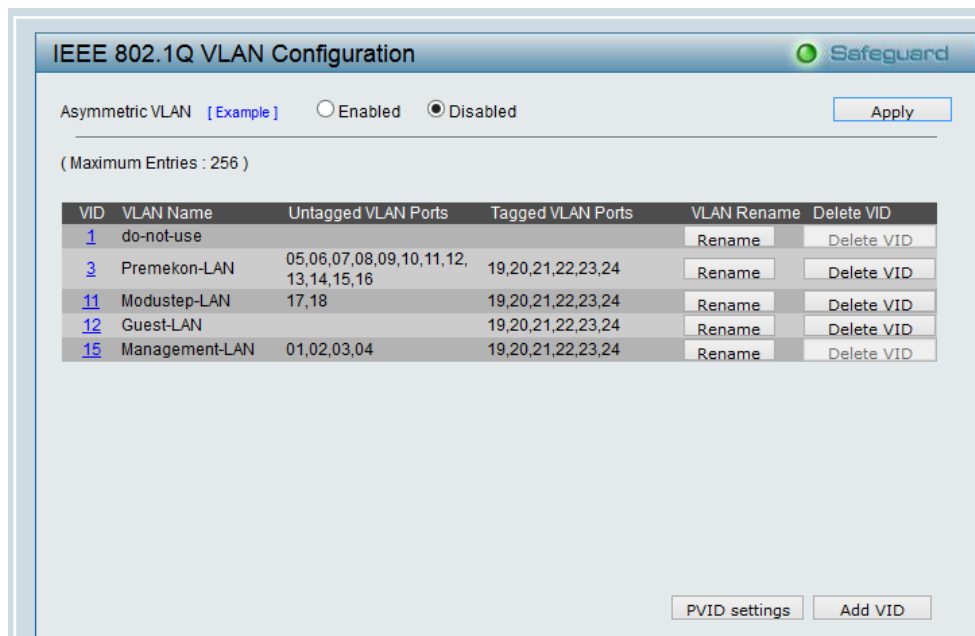 IEEE 802.1Q VLAN Configuration Safeguard
Asymmetric VLAN [ Example ] Enabled Disabled Apply
( Maximum Entries : 256 )
VID VLAN Name Untagged VLAN Ports Tagged VLAN Ports VLAN Rename Delete VID
1 do-not-use Rename Delete VID
3 Premekon-LAN 05,06,07,08,09,10,11,12, 19,20,21,22,23,24 Rename Delete VID
13,14,15,16
11 Modustep-LAN 17,18 19,20,21,22,23,24 Rename Delete VID
12 Guest-LAN 19,20,21,22,23,24 Rename Delete VID
15 Management-LAN 01,02,03,04 19,20,21,22,23,24 Rename Delete VID
PVID settings Add VID